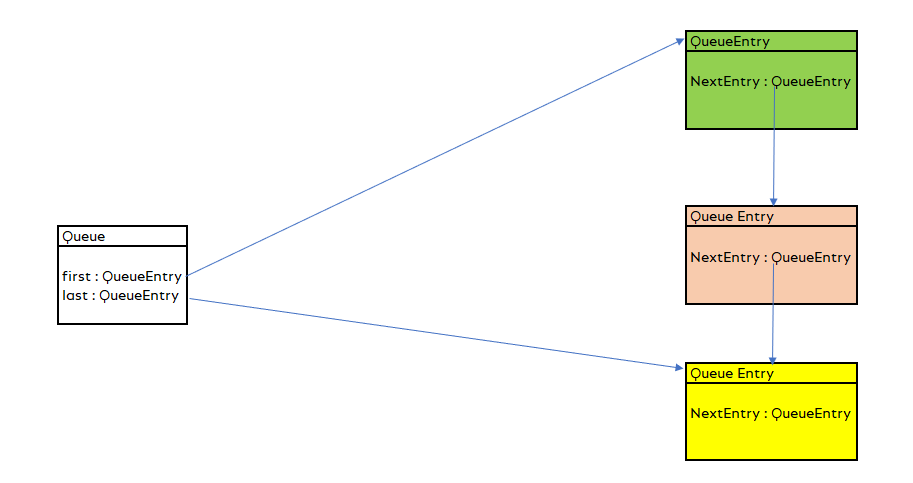 QueueEntry
NextEntry : QueueEntry
Queue Entry
NextEntry : QueueEntry
Queue
first : QueueEntry
last : QueueEntry
Queue Entry
NextEntry : QueueEntry